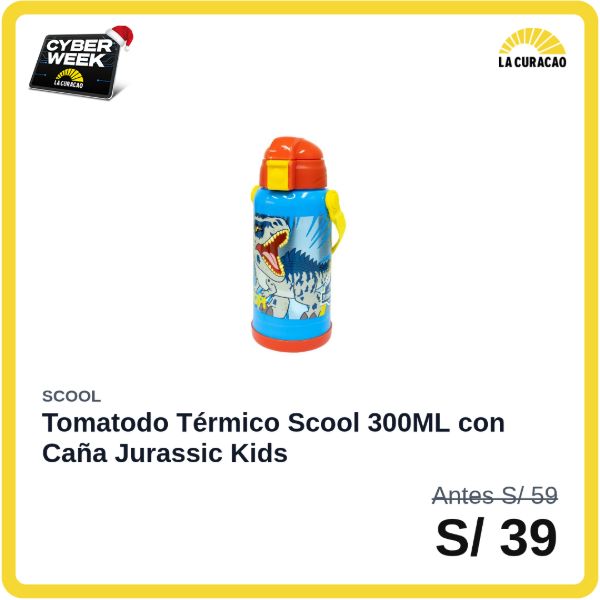 CYBER
WEEK
LA CURACAO
LA CURACAO
SCOOL
Tomatodo Térmico Scool 300ML con
Caña Jurassic Kids
Antes S/ 59
S/ 39